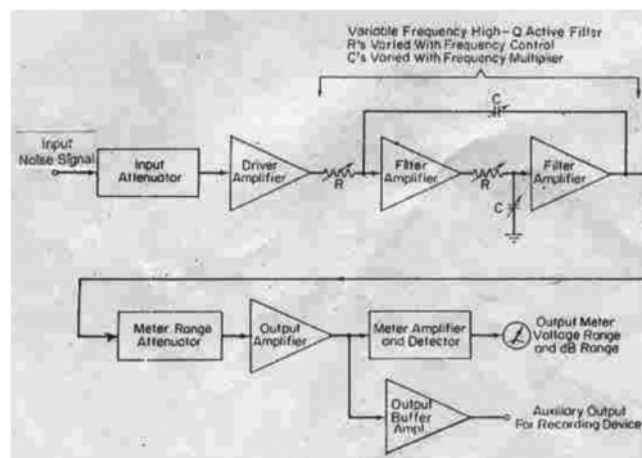 Variable Frequency High-Q Active Filter
R's Varied With Frequency Control
C's Varied With Frequency Multiplier
C
Input
Noise Signal
Input
Attenuator
Driver
Amplifier
R
Filter
Amplifier
R
C
Filter
Amplifier
Meter Range
Attenuator
Output
Amplifier
Meter Amplifier
and Detector
Output Meter
Voltage Range
and dB Range
Output
Buffer
Ampl.
Auxiliary Output
For Recording Device